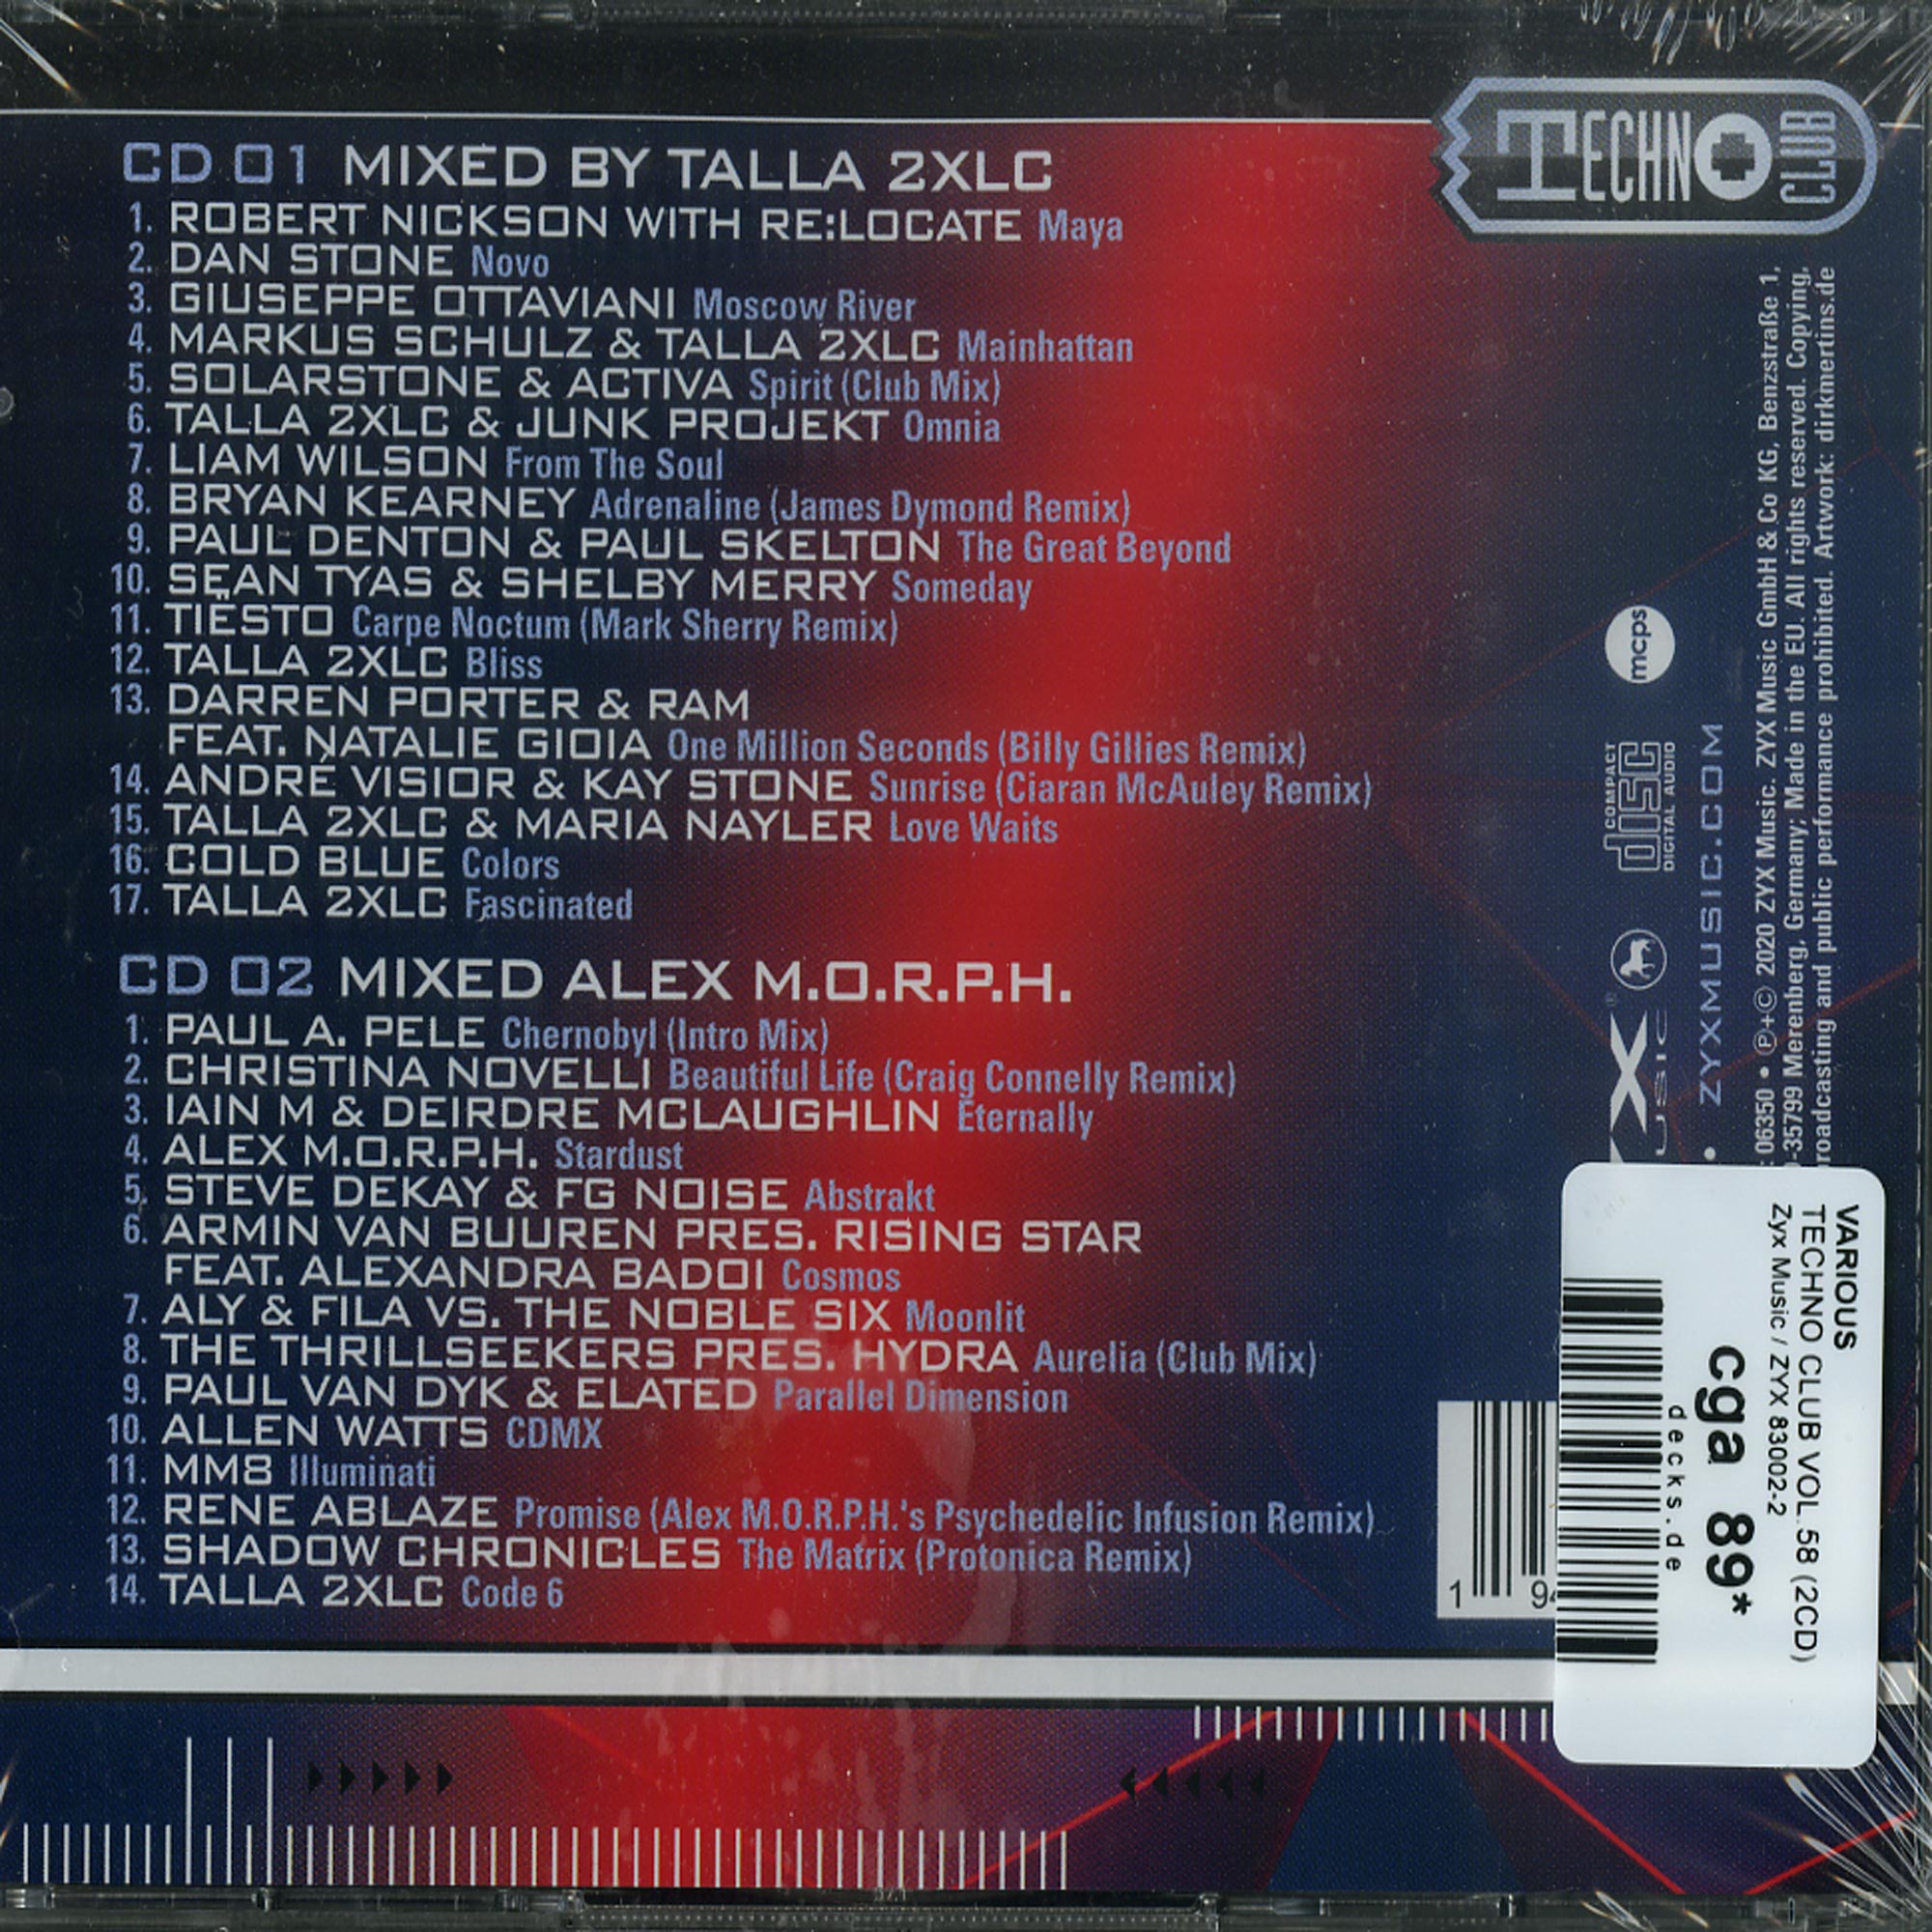 CD 01 MIXED BY TALLA 2XLC
1. ROBERT NICKSON WITH RE:LOCATE Maya
2. DAN STONE Novo
3. GIUSEPPE OTTAVIANI Moscow River
4. MARKUS SCHULZ & TALLA 2XLC Mainhattan
5. SOLARSTONE & ACTIVA Spirit (Club Mix)
6. TALLA 2XLC & JUNK PROJEKT Omnia
7. LIAM WILSON From The Soul
8. BRYAN KEARNEY Adrenaline (James Dymond Remix)
9. PAUL DENTON & PAUL SKELTON The Great Beyond
10. SEAN TYAS & SHELBY MERRY Someday
11. TIËSTO Carpe Noctum (Mark Sherry Remix)
12. TALLA 2XLC Bliss
13. DARREN PORTER & RAM
FEAT. NATALIE GIOIA One Million Seconds (Billy Gillies Remix)
14. ANDRÉ VISIOR & KAY STONE Sunrise (Ciaran McAuley Remix)
15. TALLA 2XLC & MARIA NAYLER Love Waits
16. COLD BLUE Colors
17. TALLA 2XLC Fascinated
CD 02 MIXED ALEX M.O.R.P.H.
1. PAUL A. PELE Chernobyl (Intro Mix)
2. CHRISTINA NOVELLI Beautiful Life (Craig Connelly Remix)
3. IAIN M & DEIRDRE MCLAUGHLIN Eternally
4. ALEX M.O.R.P.H. Stardust
5. STEVE DEKAY & FG NOISE Abstrakt
6. ARMIN VAN BUUREN PRES. RISING STAR
FEAT. ALEXANDRA BADOI Cosmos
7. ALY & FILA VS. THE NOBLE SIX Moonlit
8. THE THRILLSEEKERS PRES. HYDRA Aurelia (Club Mix)
9. PAUL VAN DYK & ELATED Parallel Dimension
10. ALLEN WATTS CDMX
11. MM8 Illuminati
12. RENE ABLAZE Promise (Alex M.O.R.P.H.'s Psychedelic Infusion Remix)
13. SHADOW CHRONICLES The Matrix (Protonica Remix)
14. TALLA 2XLC Code 6
TECHNO CLUB
mcps
COMPACT
disc
DIGITAL AUDIO
• ZYXMUSIC.COM
: 06350 • ℗+© 2020 ZYX Music. ZYX Music GmbH & Co KG, Benzstraße 1,
-35799 Merenberg, Germany; Made in the EU. All rights reserved. Copying,
roadcasting and public performance prohibited. Artwork: dirkmertins.de
VARIOUS
TECHNO CLUB VOL. 58 (2CD)
Zyx Music / ZYX 83002-2
cga 89*
decks.de
1 94